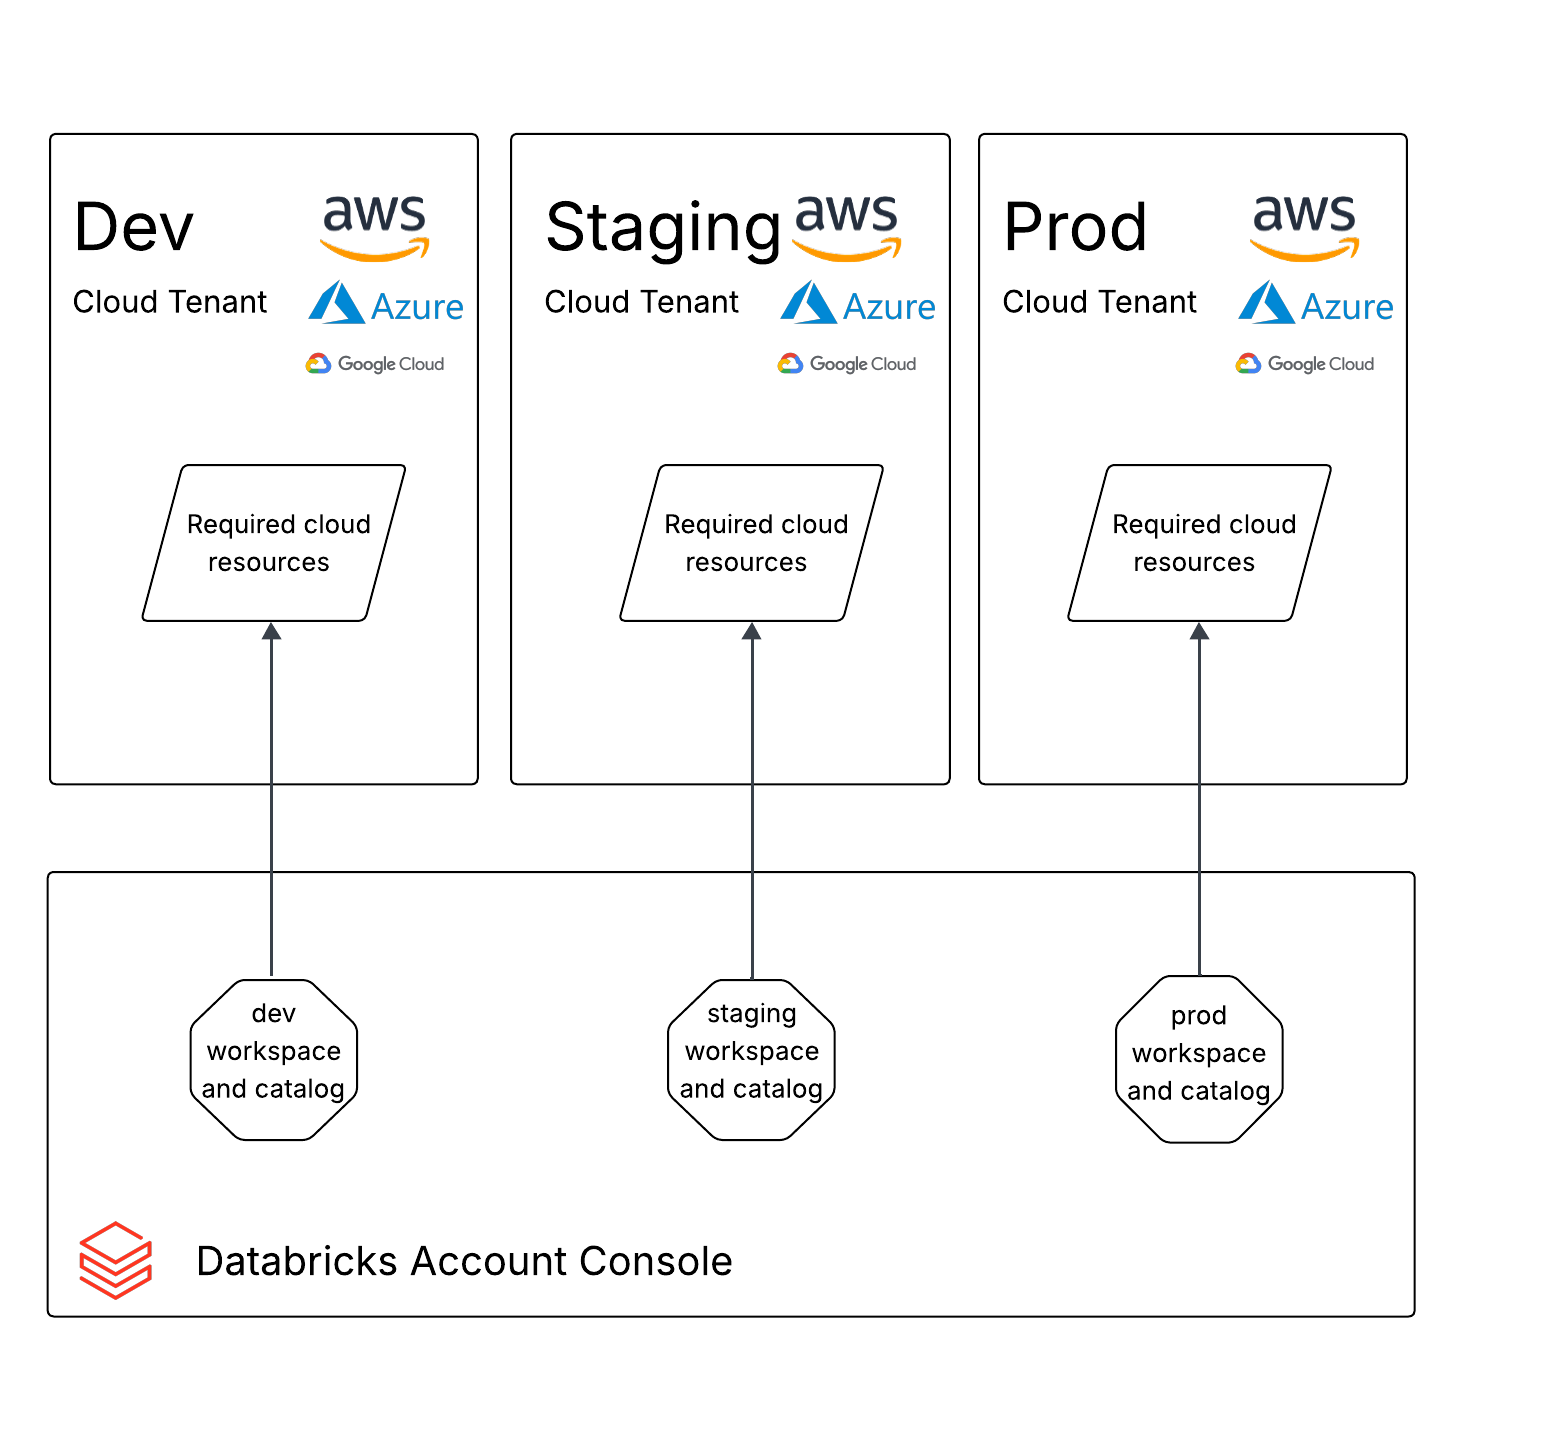 Dev
aws
Cloud Tenant
Azure
Google Cloud
Required cloud
resources
Staging
aws
Cloud Tenant
Azure
Google Cloud
Required cloud
resources
Prod
aws
Cloud Tenant
Azure
Google Cloud
Required cloud
resources
dev
workspace
and catalog
staging
workspace
and catalog
prod
workspace
and catalog
Databricks Account Console